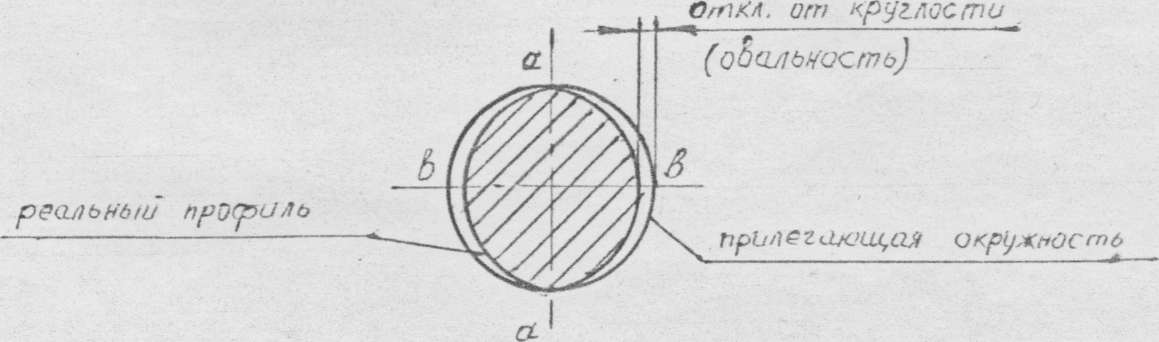 откл. от круглости
(овальность)
а
в
в
реальный профиль
прилегающая окружность
а